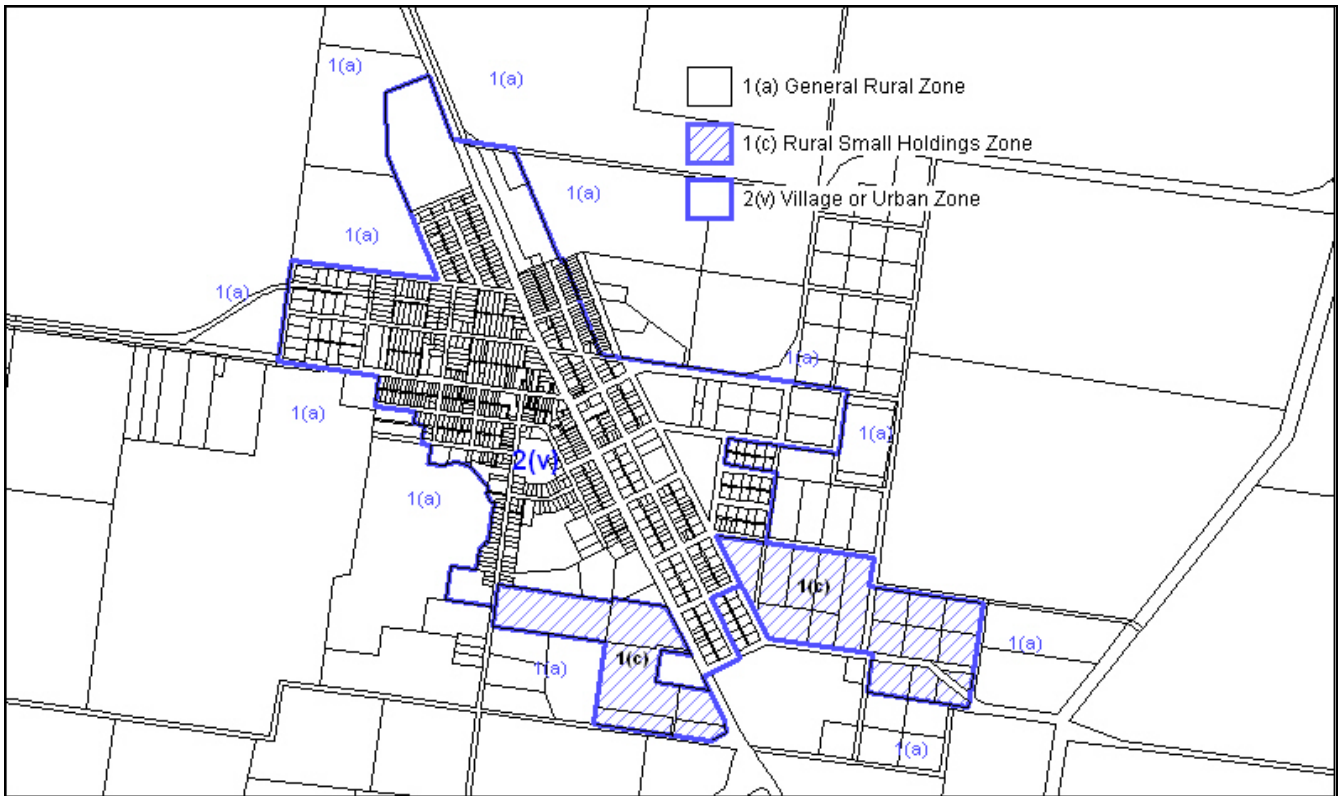 1(a)
1(a)
1(a) General Rural Zone
1(c) Rural Small Holdings Zone
1(a)
2(v) Village or Urban Zone
1(a)
1(a)
1(a)
1(a)
1(a)
2(v)
1(a)
1(c)
1(a)
1(c)
1(a)
1(a)